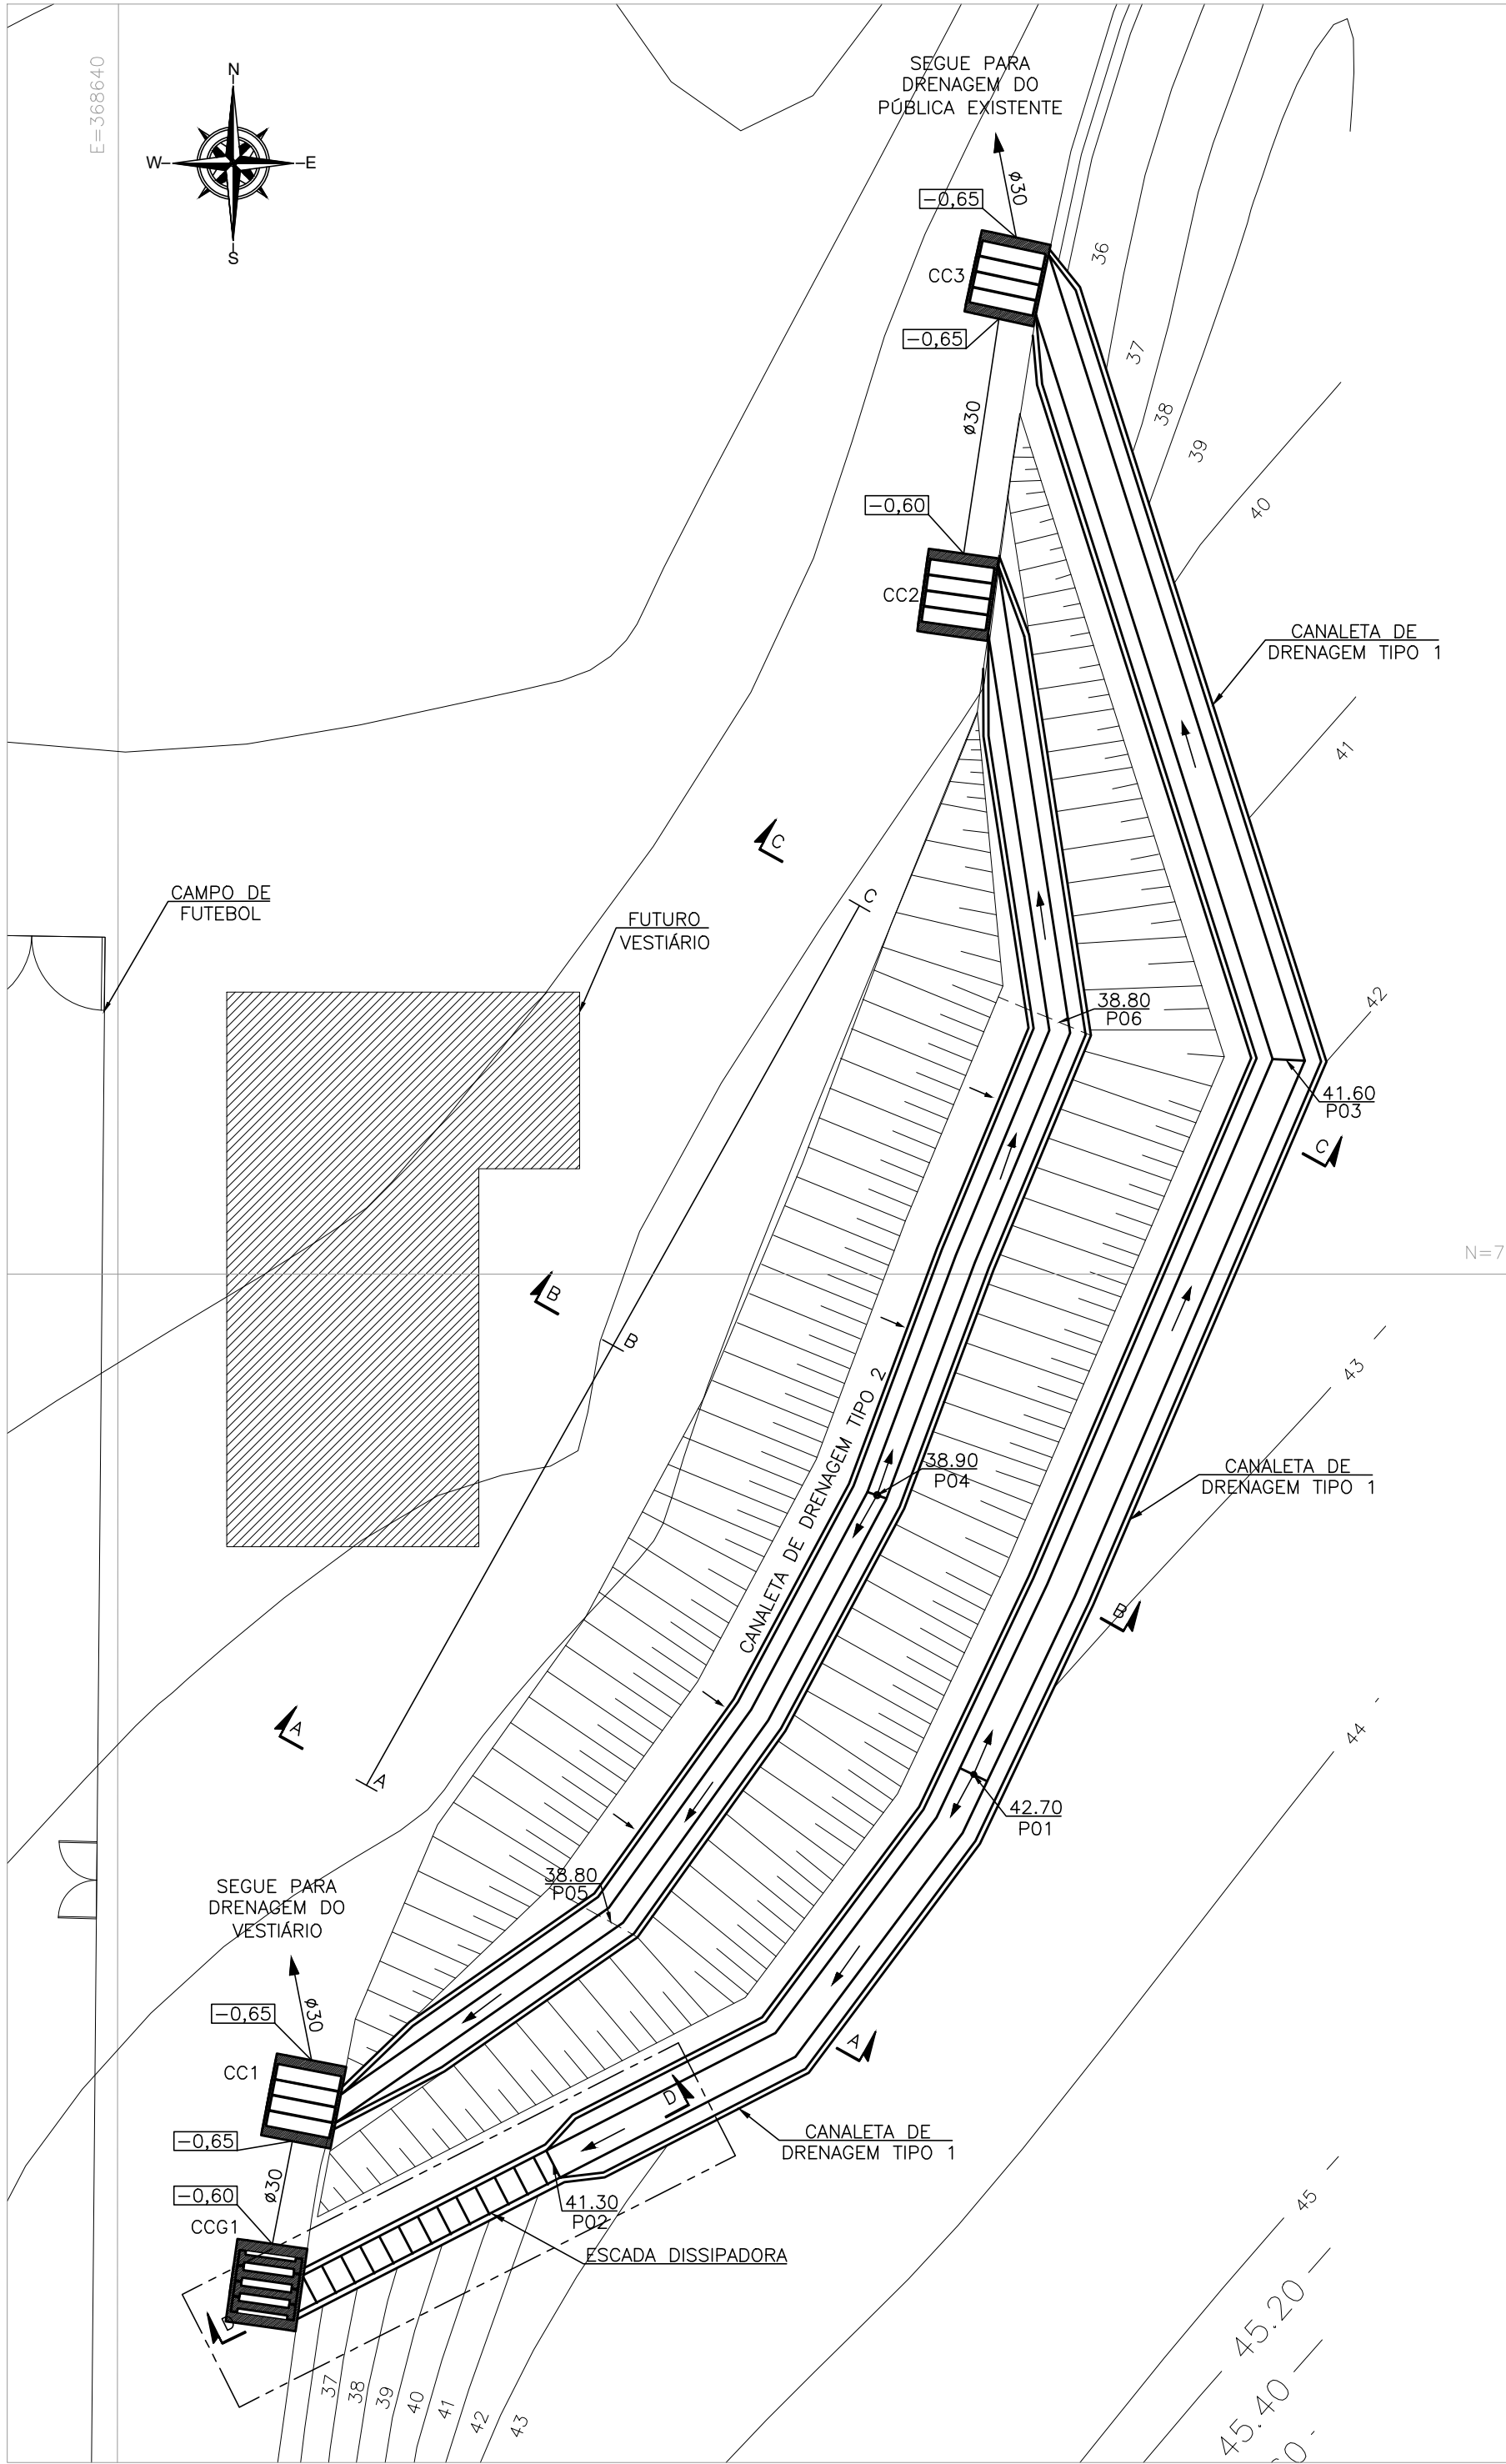 E=368640
N
W
E
S
SEGUE PARA
DRENAGEM DO
PÚBLICA EXISTENTE
ø30
-0,65
CC3
-0,65
ø30
36
37
38
39
40
-0,60
CC2
CANALETA DE
DRENAGEM TIPO 1
41
C
C
CAMPO DE
FUTEBOL
FUTURO
VESTIÁRIO
38.80
P06
42
41.60
P03
C
N=7
B
B
43
CANALETA DE DRENAGEM TIPO 2
38.90
P04
CANALETA DE
DRENAGEM TIPO 1
B
A
A
44
42.70
P01
38.80
P05
SEGUE PARA
DRENAGEM DO
VESTIÁRIO
ø30
-0,65
CC1
A
D
-0,65
ø30
CANALETA DE
DRENAGEM TIPO 1
-0,60
CCG1
41.30
P02
ESCADA DISSIPADORA
D
45
45.20
45.40
37
38
39
40
41
42
43